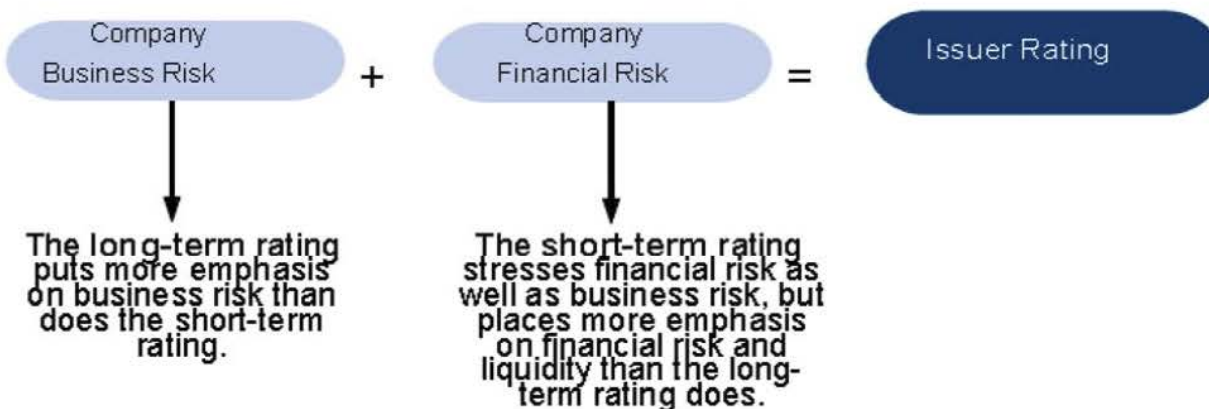 Company
Business Risk
+
Company
Financial Risk
=
Issuer Rating
The long-term rating
puts more emphasis
on business risk than
does the short-term
rating.
The short-term rating
stresses financial risk as
well as business risk, but
places more emphasis
on financial risk and
liquidity than the long-
term rating does.